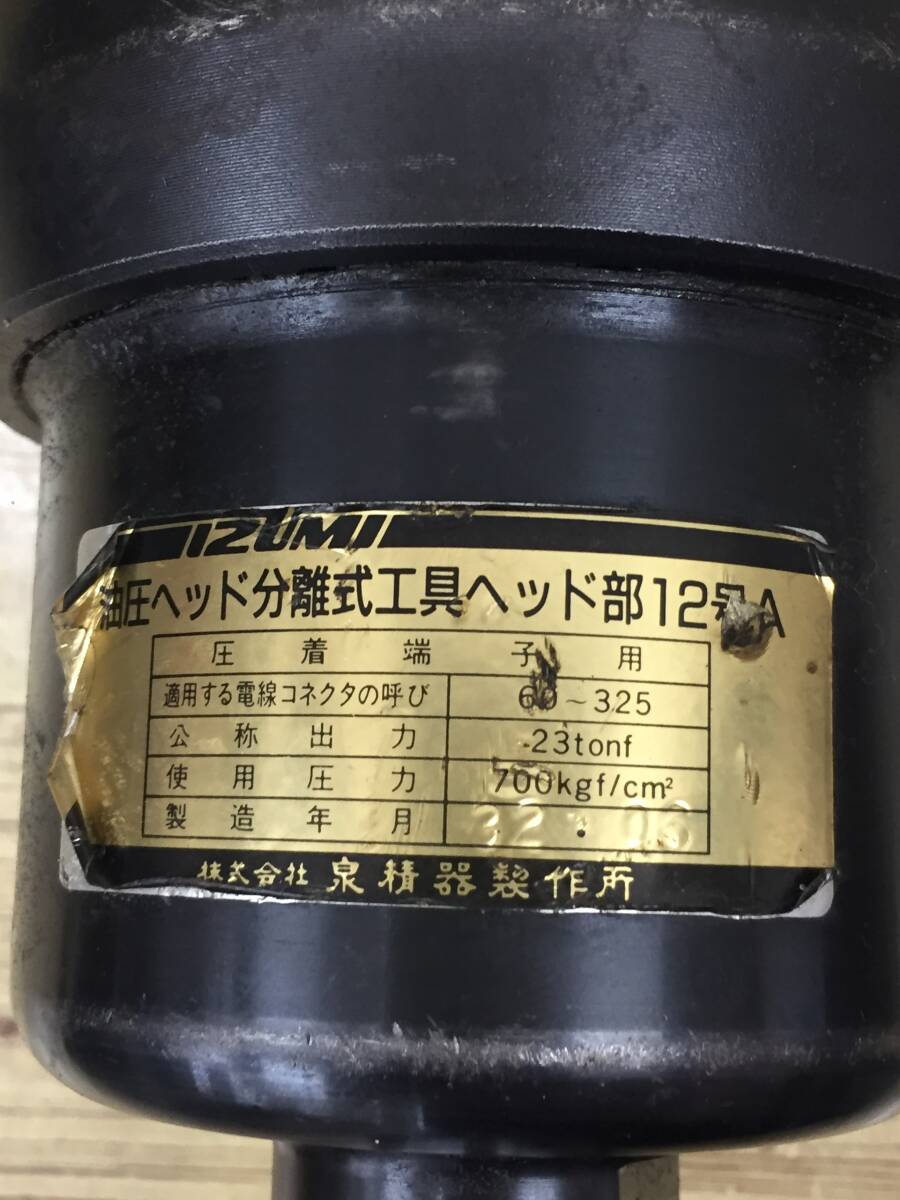 IZUMI
油圧ヘッド分離式工具ヘッド部12号A
圧着端子用
適用する電線コネクタの呼び 60~325
公称出力 23tonf
使用圧力 700kgf/cm²
製造年月
株式会社 泉精器製作所